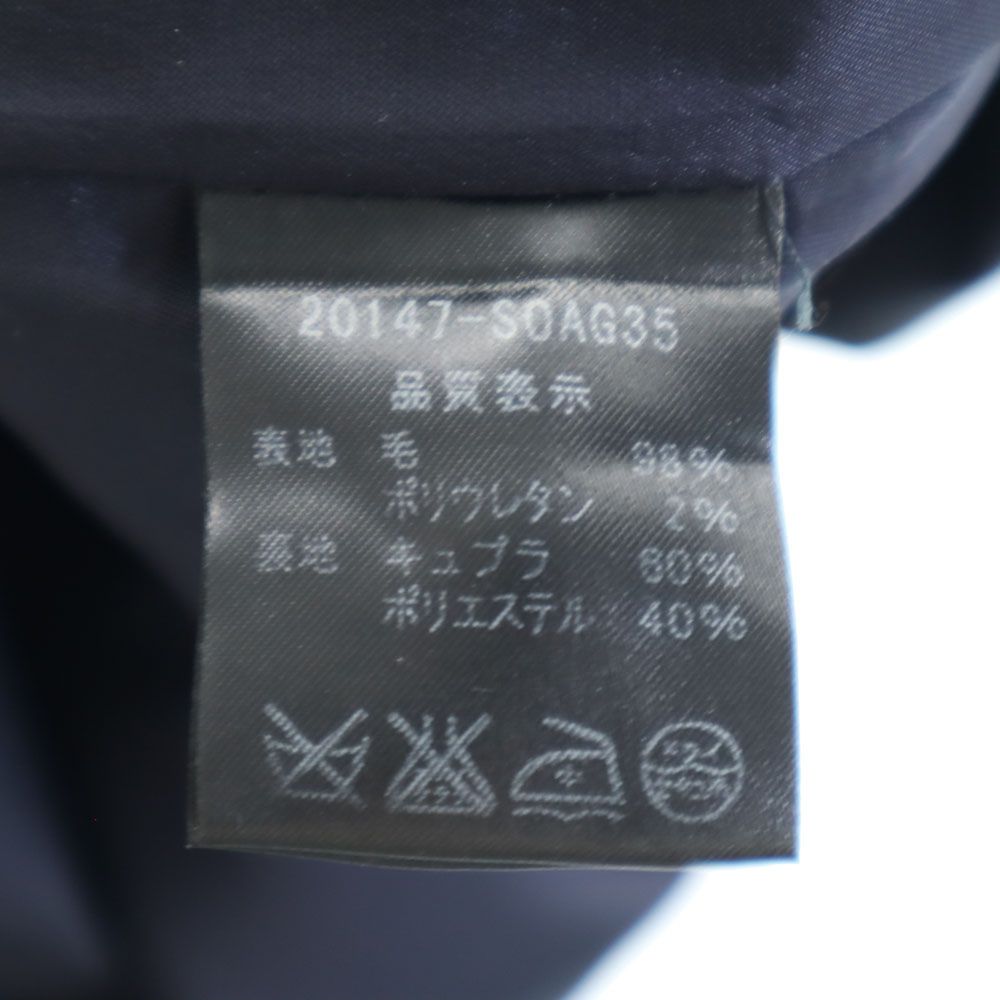 20147-SOAG35
品質表示
表地 毛 98%
ポリウレタン 2%
裏地 キュプラ 60%
ポリエステル 40%